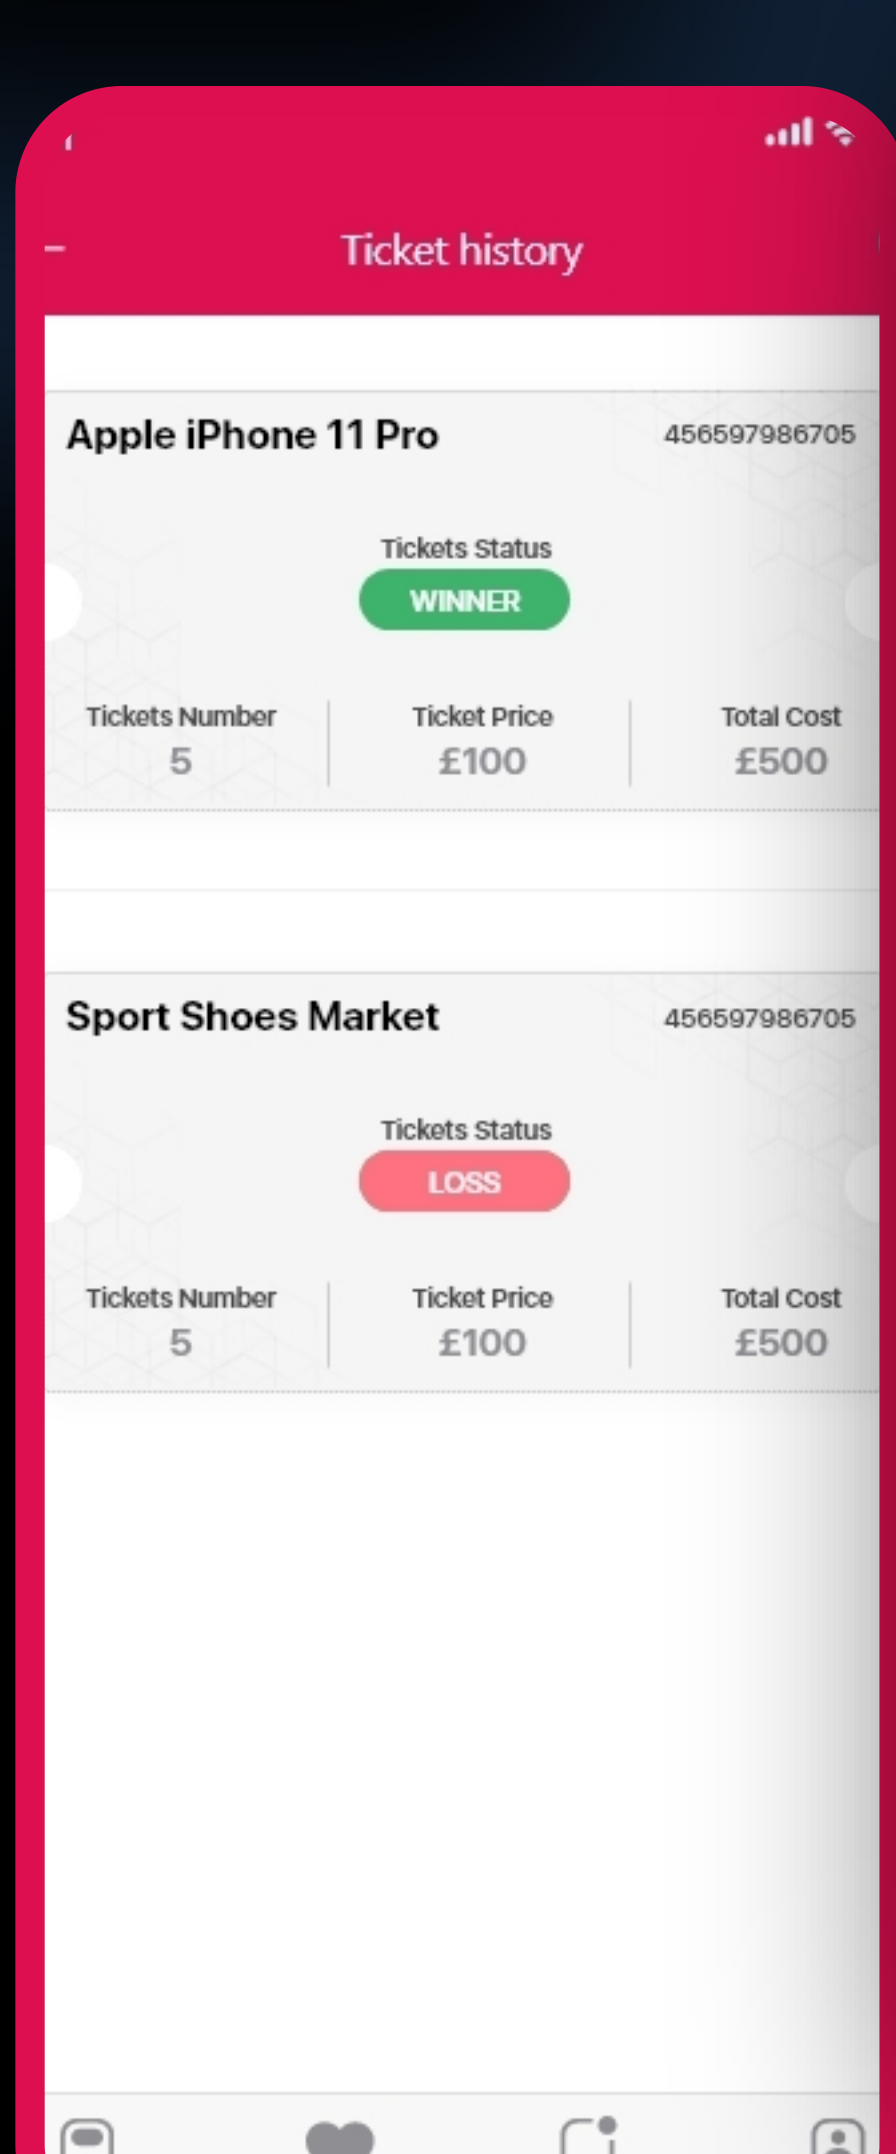 Ticket history
Apple iPhone 11 Pro 456597986705
Tickets Status
WINNER
Tickets Number Ticket Price Total Cost
5 £100 £500
Sport Shoes Market 456597986705
Tickets Status
LOSS
Tickets Number Ticket Price Total Cost
5 £100 £500